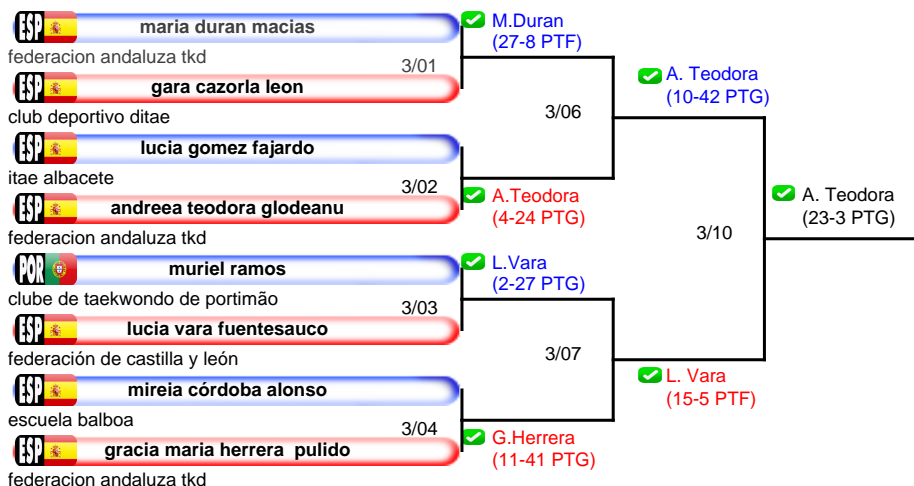 ESP maria duran macias
federacion andaluza tkd
3/01
ESP gara cazorla leon
club deportivo ditae
ESP lucia gomez fajardo
itae albacete
3/02
ESP andreea teodora glodeanu
federacion andaluza tkd
POR muriel ramos
clube de taekwondo de portimão
3/03
ESP lucia vara fuentesauco
federación de castilla y león
ESP mireia córdoba alonso
escuela balboa
3/04
ESP gracia maria herrera pulido
federacion andaluza tkd
M.Duran
(27-8 PTF)
3/06
A.Teodora
(4-24 PTG)
L.Vara
(2-27 PTG)
3/07
G.Herrera
(11-41 PTG)
A. Teodora
(10-42 PTG)
3/10
L. Vara
(15-5 PTF)
A. Teodora
(23-3 PTG)